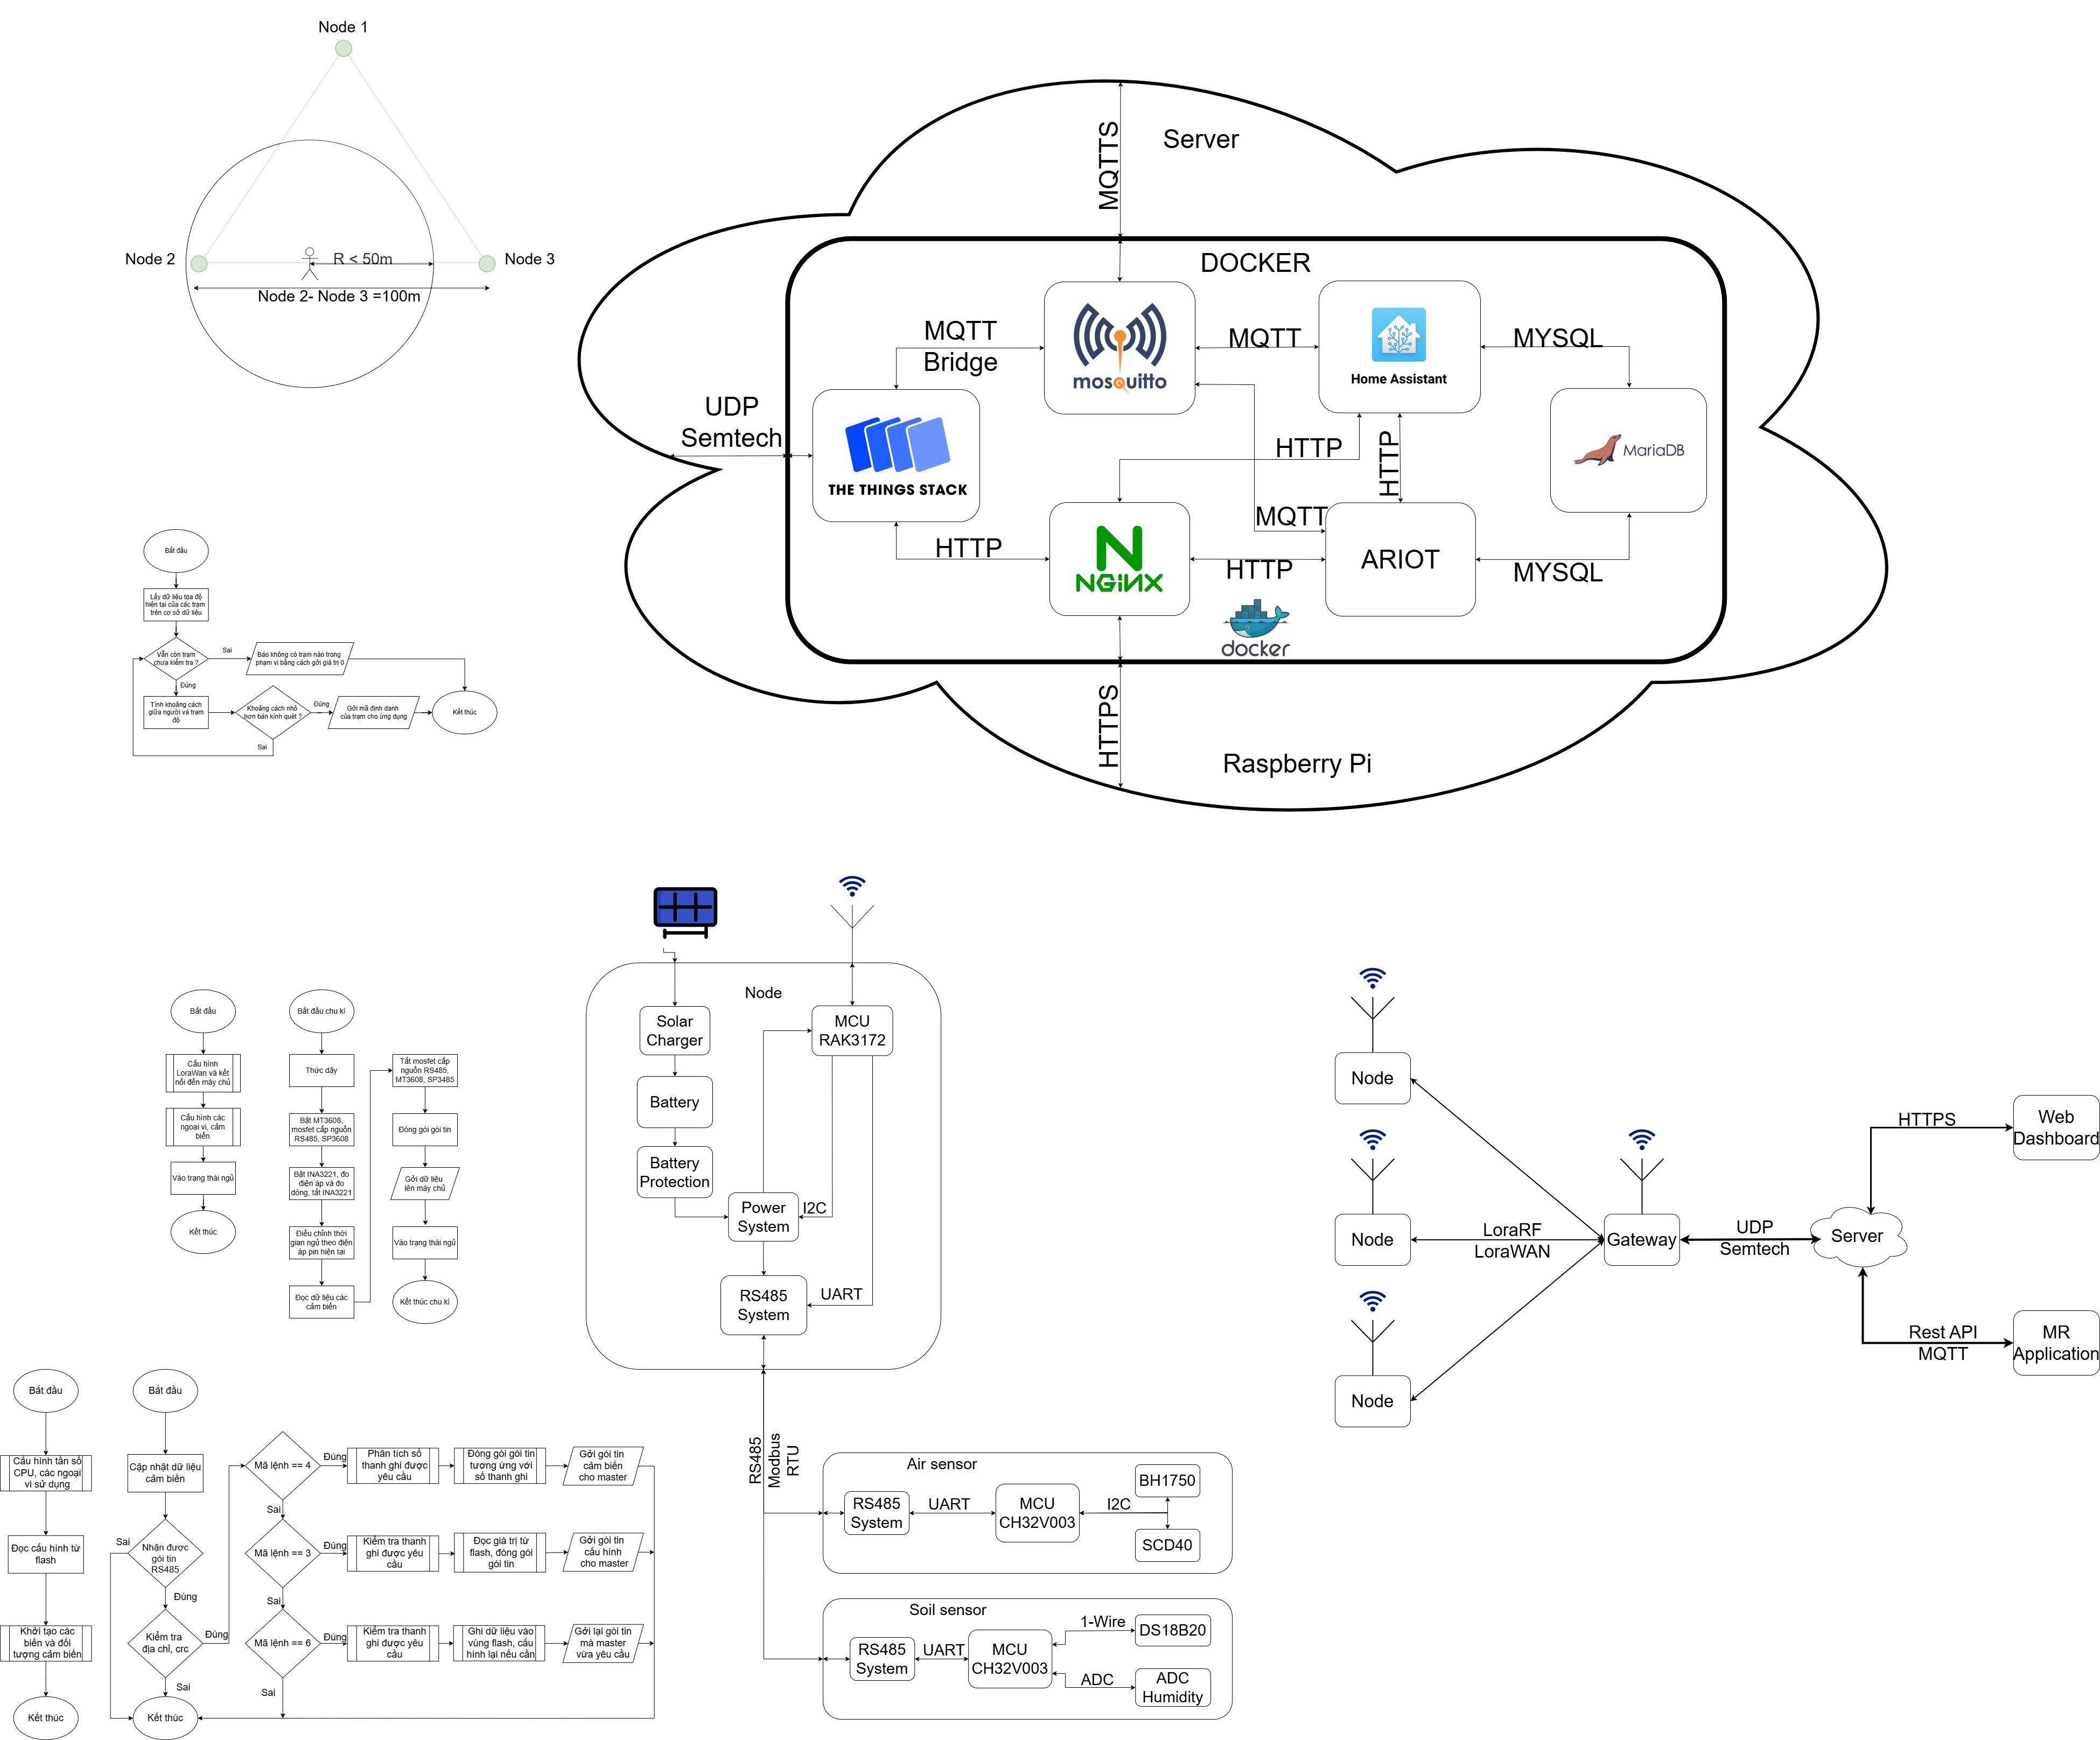 Node 1
Node 2
R < 50m
Node 3
Node 2- Node 3 =100m
Server
MQTTS
DOCKER
MQTT
Bridge
mosquitto
MQTT
Home Assistant
MYSQL
UDP
Semtech
THE THINGS STACK
HTTP
HTTP
MariaDB
MQTT
HTTP
NGINX
HTTP
ARIOT
MYSQL
docker
HTTPS
Raspberry Pi
Bắt đầu
Lấy dữ liệu tọa độ
hiện tại của các trạm
trên cơ sở dữ liệu
Vẫn còn trạm
chưa kiểm tra ?
Sai
Báo không có trạm nào trong
phạm vi bằng cách gởi giá trị 0
Đúng
Tính khoảng cách
giữa người và trạm
đó
Khoảng cách nhỏ
hơn bán kính quét ?
Đúng
Gởi mã định danh
của trạm cho ứng dụng
Kết thúc
Sai
Bắt đầu
Cấu hình
LoraWan và kết
nối đến máy chủ
Cấu hình các
ngoại vi, cảm
biến
Vào trạng thái ngủ
Kết thúc
Bắt đầu chu kì
Thức dậy
Bật MT3608,
mosfet cấp nguồn
RS485, SP3608
Bật INA3221, đo
điện áp và đo
dòng, tắt INA3221
Điều chỉnh thời
gian ngủ theo điện
áp pin hiện tại
Đọc dữ liệu các
cảm biến
Tắt mosfet cấp
nguồn RS485,
MT3608, SP3485
Đóng gói gói tin
Gởi dữ liệu
lên máy chủ
Vào trạng thái ngủ
Kết thúc chu kì
Node
Solar
Charger
MCU
RAK3172
Battery
Battery
Protection
Power
System
I2C
RS485
System
UART
RS485
Modbus
RTU
Air sensor
RS485
System
UART
MCU
CH32V003
I2C
BH1750
SCD40
Soil sensor
RS485
System
UART
MCU
CH32V003
1-Wire
DS18B20
ADC
ADC
Humidity
Node
Node
Node
LoraRF
LoraWAN
Gateway
UDP
Semtech
Server
HTTPS
Web
Dashboard
Rest API
MQTT
MR
Application
Bắt đầu
Cấu hình tần số
CPU, các ngoại
vi sử dụng
Đọc cấu hình từ
flash
Khởi tạo các
biến và đối
tượng cảm biến
Kết thúc
Bắt đầu
Cập nhật dữ liệu
cảm biến
Sai
Nhận được
gói tin
RS485
Đúng
Kiểm tra
địa chỉ, crc
Đúng
Sai
Kết thúc
Mã lệnh == 4
Đúng
Phân tích số
thanh ghi được
yêu cầu
Đóng gói gói tin
tương ứng với
số thanh ghi
Gởi gói tin
cảm biến
cho master
Sai
Mã lệnh == 3
Đúng
Kiểm tra thanh
ghi được yêu
cầu
Đọc giá trị từ
flash, đóng gói
gói tin
Gởi gói tin
cấu hình
cho master
Sai
Mã lệnh == 6
Đúng
Kiểm tra thanh
ghi được yêu
cầu
Ghi dữ liệu vào
vùng flash, cấu
hình lại nếu cần
Gởi lại gói tin
mà master
vừa yêu cầu
Sai